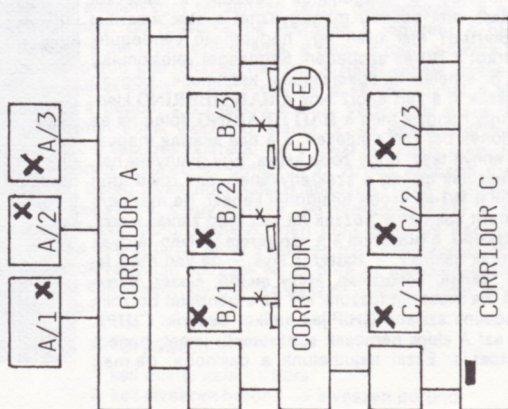 A/1
A/2
A/3
CORRIDOR A
B/1
B/2
B/3
LE
FEL
CORRIDOR B
C/1
C/2
C/3
CORRIDOR C